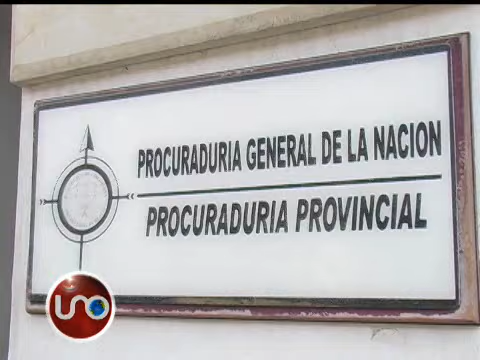 PROCURADURIA GENERAL DE LA NACION
PROCURADURIA PROVINCIAL
UNO